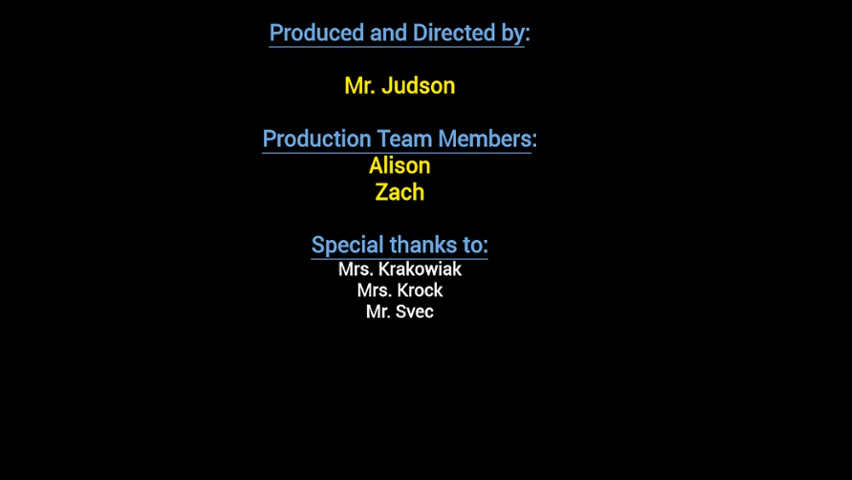 Produced and Directed by:
Mr. Judson
Production Team Members:
Alison
Zach
Special thanks to:
Mrs. Krakowiak
Mrs. Krock
Mr. Svec